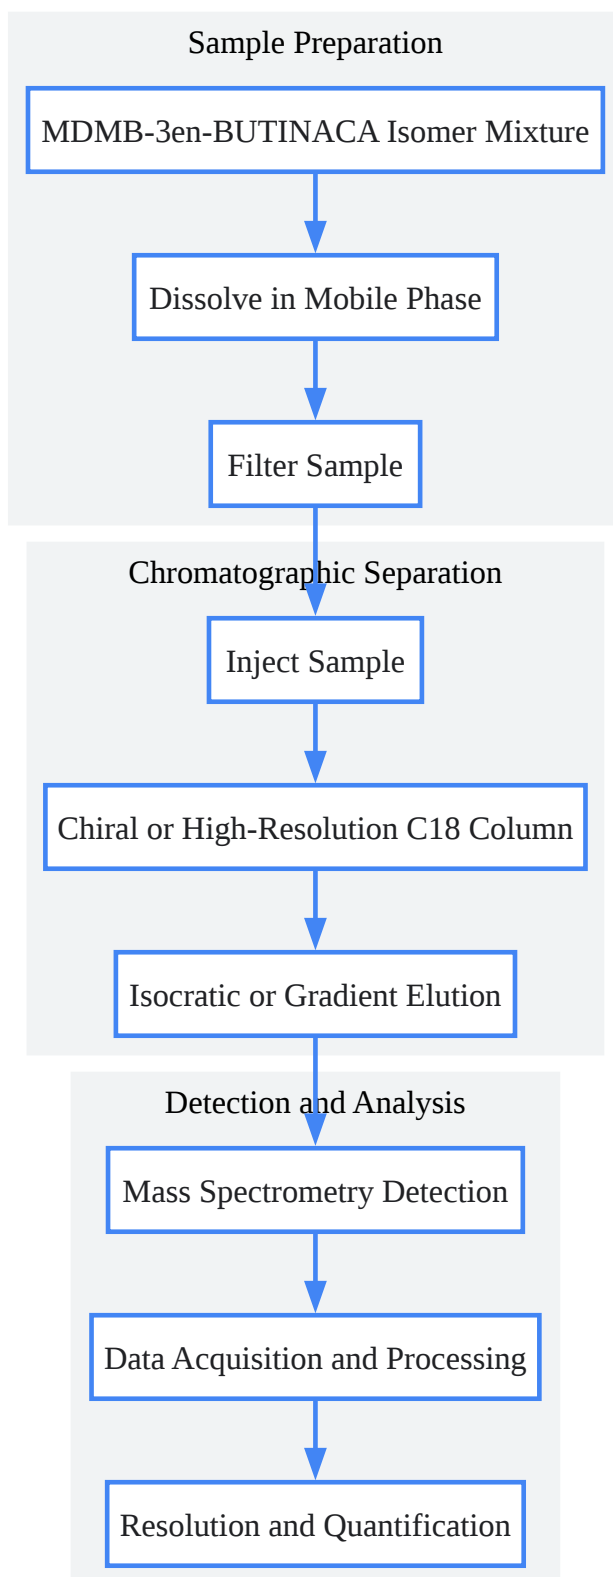 Sample Preparation
MDMB-3en-BUTINACA Isomer Mixture
Dissolve in Mobile Phase
Filter Sample
Chromatographic Separation
Inject Sample
Chiral or High-Resolution C18 Column
Isocratic or Gradient Elution
Detection and Analysis
Mass Spectrometry Detection
Data Acquisition and Processing
Resolution and Quantification